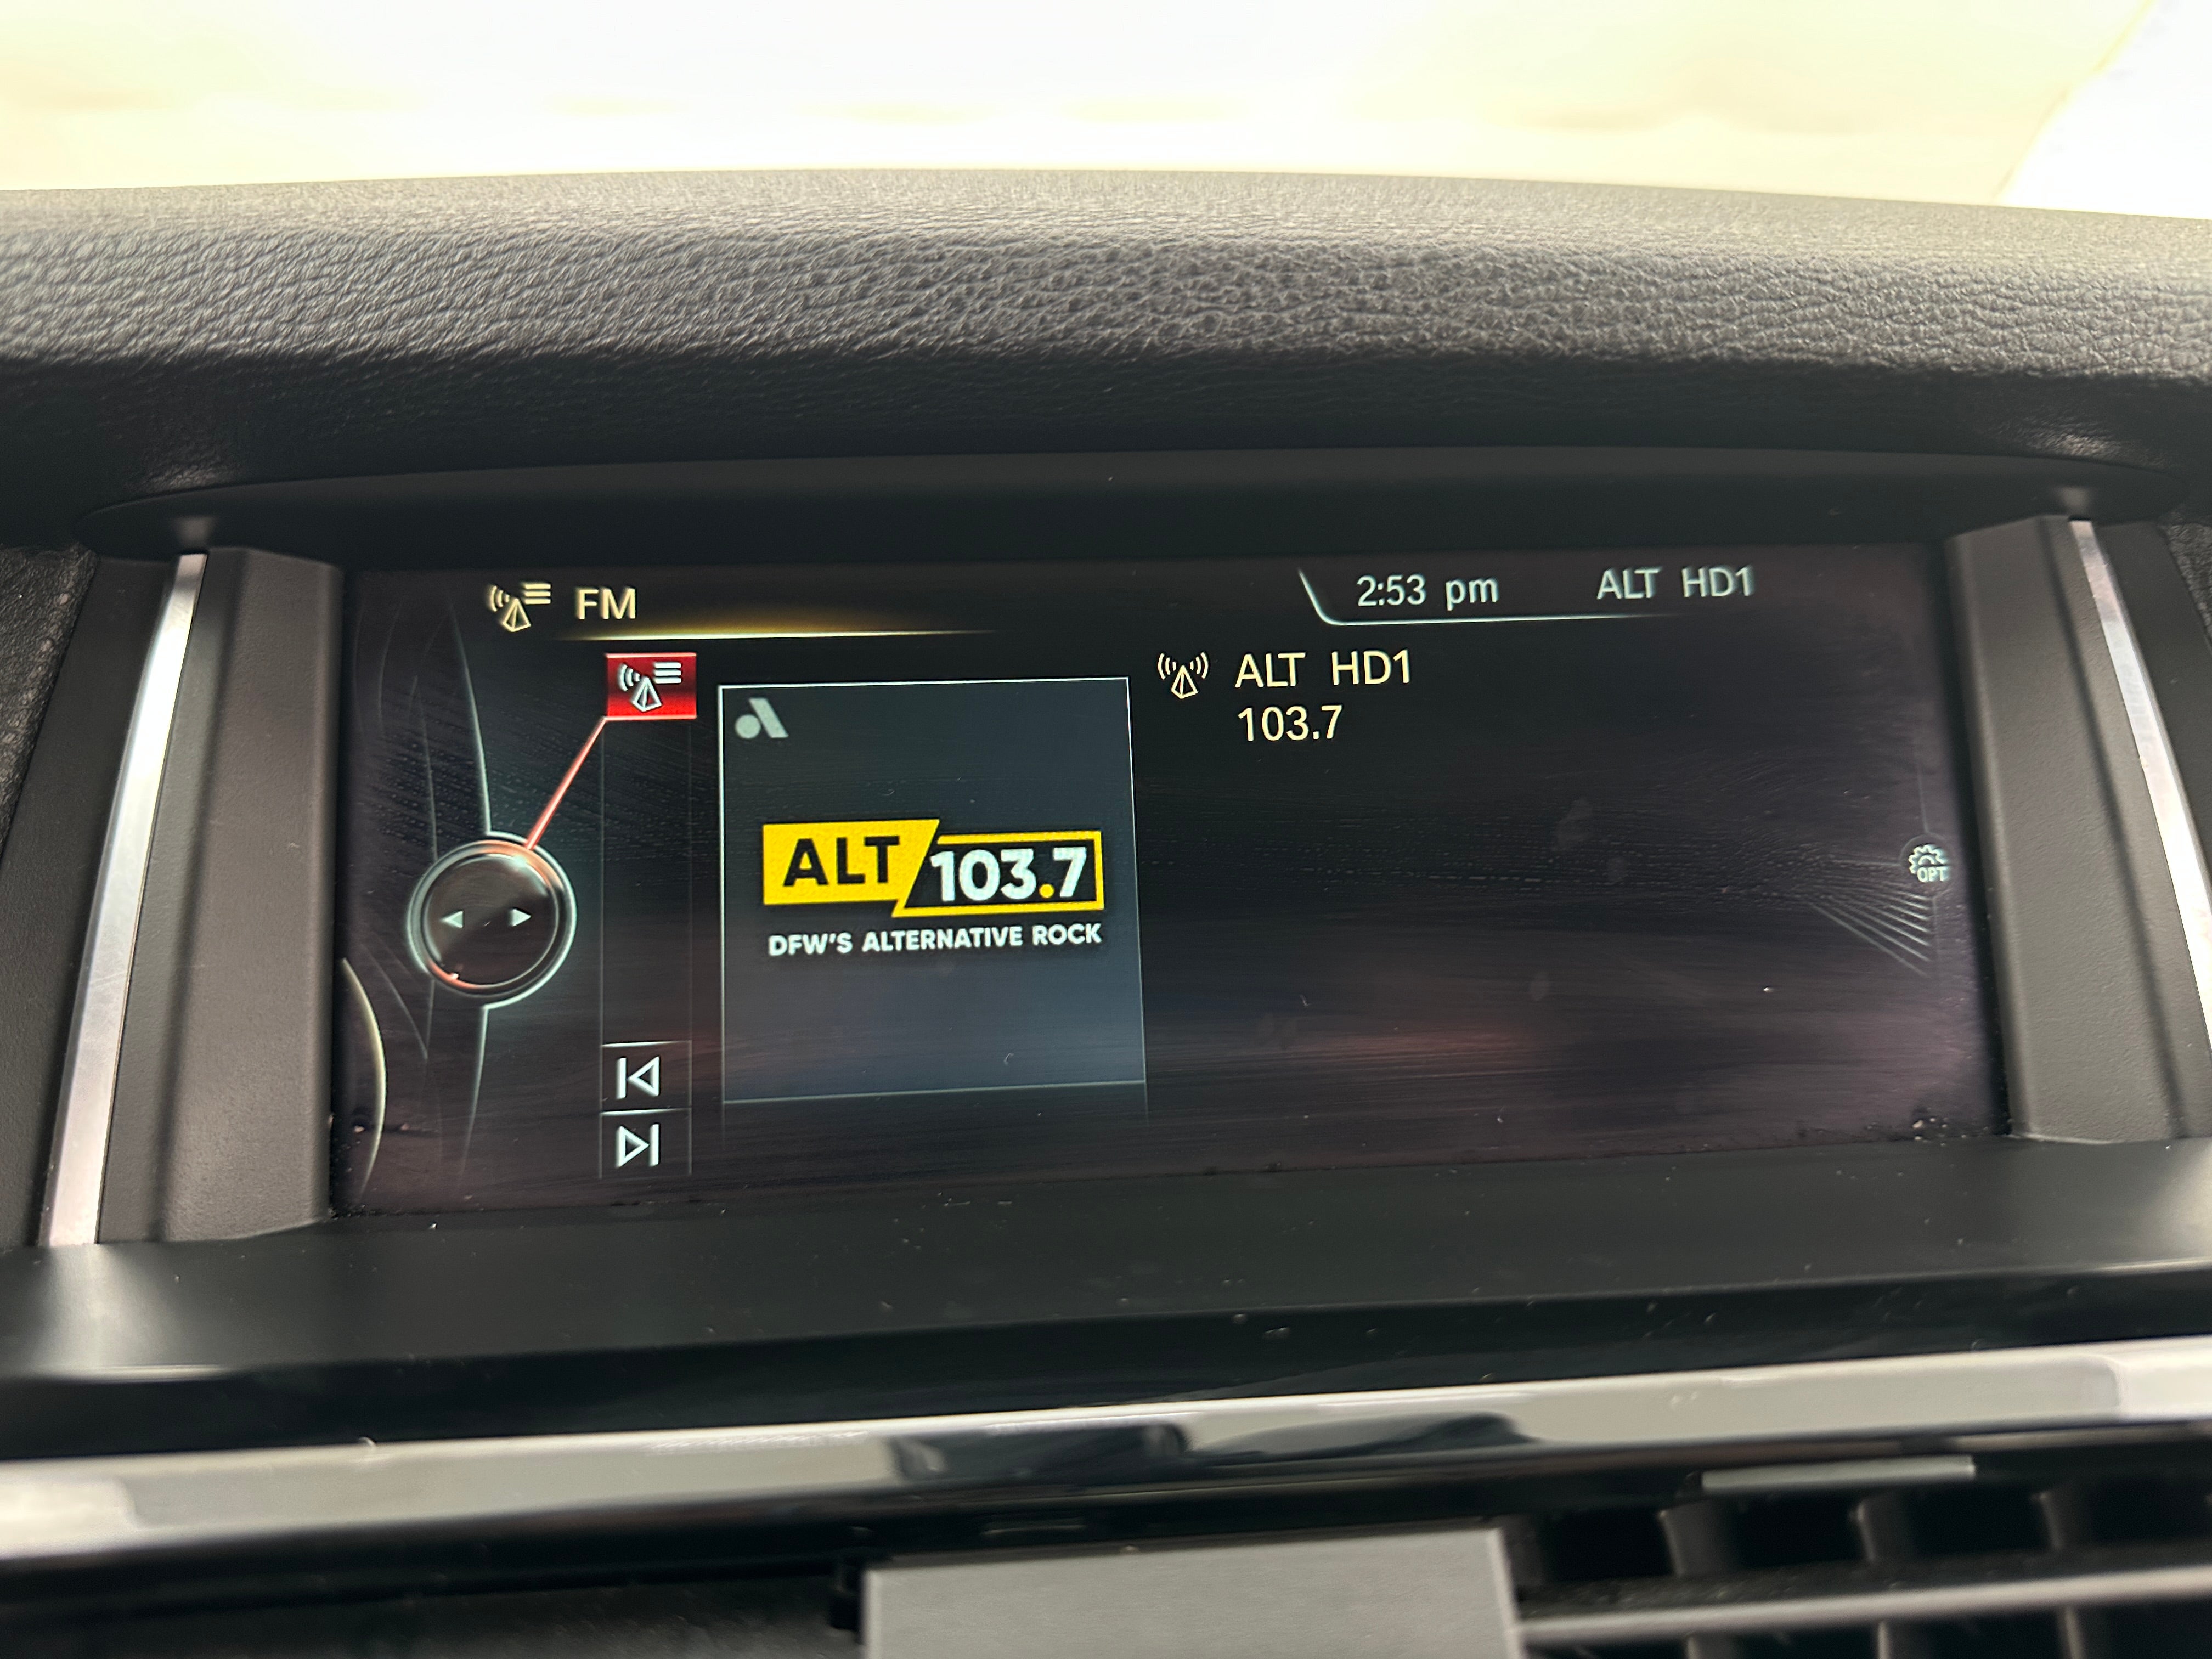 FM
2:53 pm ALT HD1
ALT HD1
103.7
ALT 103.7
DFW'S ALTERNATIVE ROCK
OPT